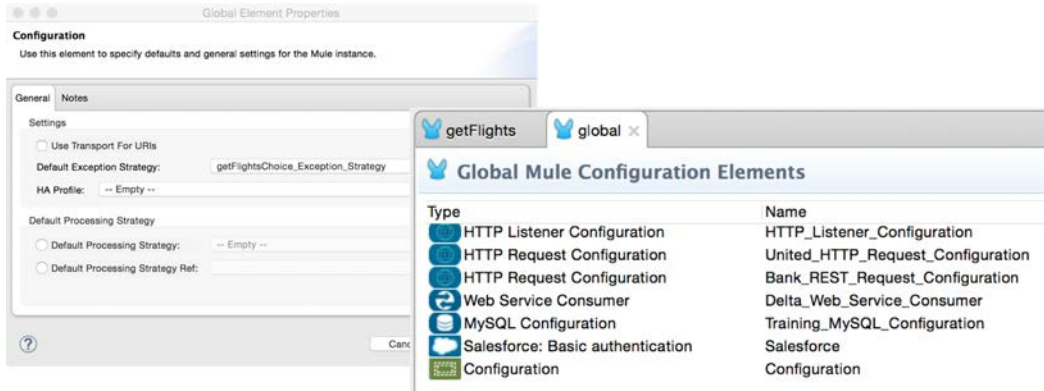 Global Element Properties
Configuration
Use this element to specify defaults and general settings for the Mule instance.
General Notes
Settings
Use Transport For URIs
Default Exception Strategy: getFlightsChoice_Exception_Strategy
HA Profile: -- Empty --
Default Processing Strategy
Default Processing Strategy: -- Empty --
Default Processing Strategy Ref:
?
getFlights global
Global Mule Configuration Elements
Type Name
HTTP Listener Configuration HTTP_Listener_Configuration
HTTP Request Configuration United_HTTP_Request_Configuration
HTTP Request Configuration Bank_REST_Request_Configuration
Web Service Consumer Delta_Web_Service_Consumer
MySQL Configuration Training_MySQL_Configuration
Salesforce: Basic authentication Salesforce
Configuration Configuration